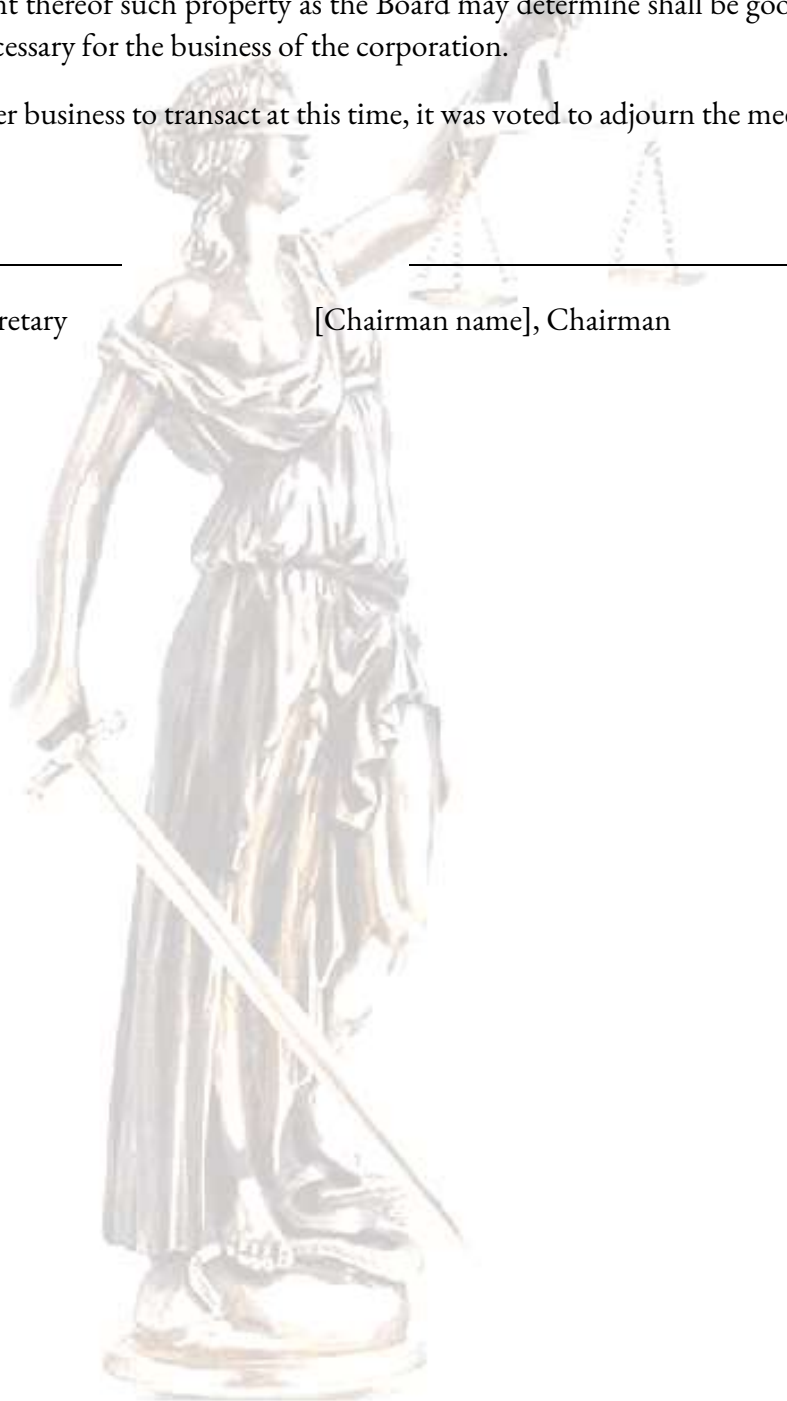 nt thereof such property as the Board may determine shall be goo
cessary for the business of the corporation.
er business to transact at this time, it was voted to adjourn the mee
retary [Chairman name], Chairman